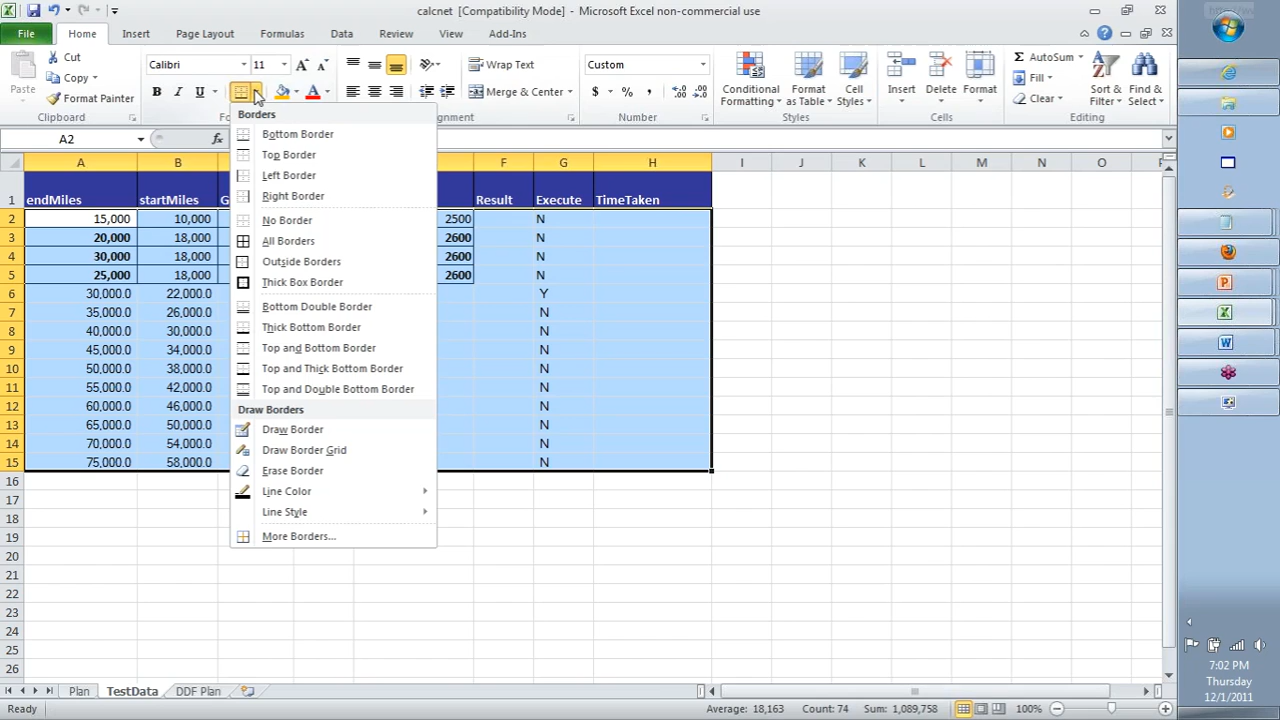 calcnet [Compatibility Mode] - Microsoft Excel non-commercial use
File Home Insert Page Layout Formulas Data Review View Add-Ins
Paste
Cut
Copy
Format Painter
Clipboard
Calibri 11
B I U
Wrap Text
Merge & Center
Custom
$ % ,
Number
Conditional Formatting
Format as Table
Cell Styles
Styles
Insert Delete Format
Cells
AutoSum
Fill
Clear
Sort & Filter
Find & Select
Editing
A2
fx
A B F G H I J K L M N O
1 endMiles startMiles G Result Execute TimeTaken
2 15,000 10,000 2500 N
3 20,000 18,000 2600 N
4 30,000 18,000 2600 N
5 25,000 18,000 2600 N
6 30,000.0 22,000.0 Y
7 35,000.0 26,000.0 N
8 40,000.0 30,000.0 N
9 45,000.0 34,000.0 N
10 50,000.0 38,000.0 N
11 55,000.0 42,000.0 N
12 60,000.0 46,000.0 N
13 65,000.0 50,000.0 N
14 70,000.0 54,000.0 N
15 75,000.0 58,000.0 N
16
17
18
19
20
21
22
23
24
25
26
Borders
Bottom Border
Top Border
Left Border
Right Border
No Border
All Borders
Outside Borders
Thick Box Border
Bottom Double Border
Thick Bottom Border
Top and Bottom Border
Top and Thick Bottom Border
Top and Double Bottom Border
Draw Borders
Draw Border
Draw Border Grid
Erase Border
Line Color
Line Style
More Borders...
Plan TestData DDF Plan
Ready
Average: 18,163 Count: 74 Sum: 1,089,758
100%
7:02 PM
Thursday
12/1/2011